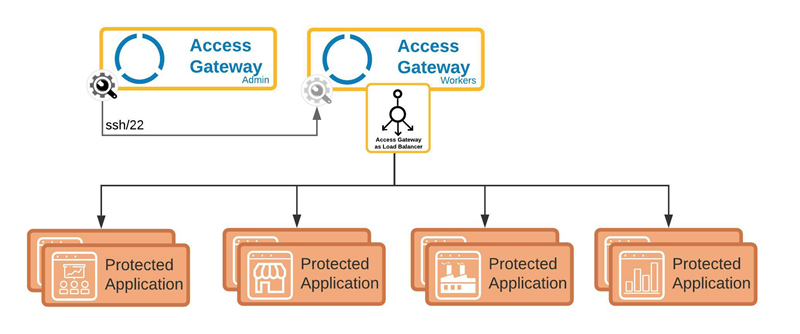 Access
Gateway
Admin
Access
Gateway
Workers
ssh/22
Access Gateway
as Load Balancer
Protected
Application
Protected
Application
Protected
Application
Protected
Application